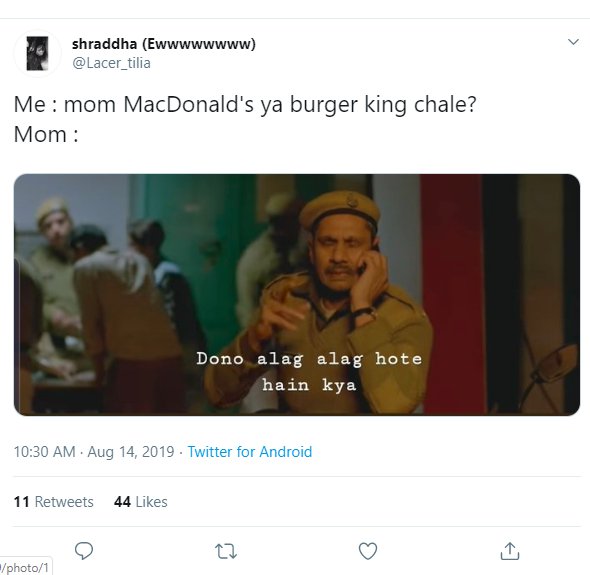 shraddha (Ewwwwwwww)
@Lacer_tilia
Me : mom MacDonald's ya burger king chale?
Mom :
Dono alag alag hote
hain kya
10:30 AM · Aug 14, 2019 · Twitter for Android
11 Retweets 44 Likes
/photo/1